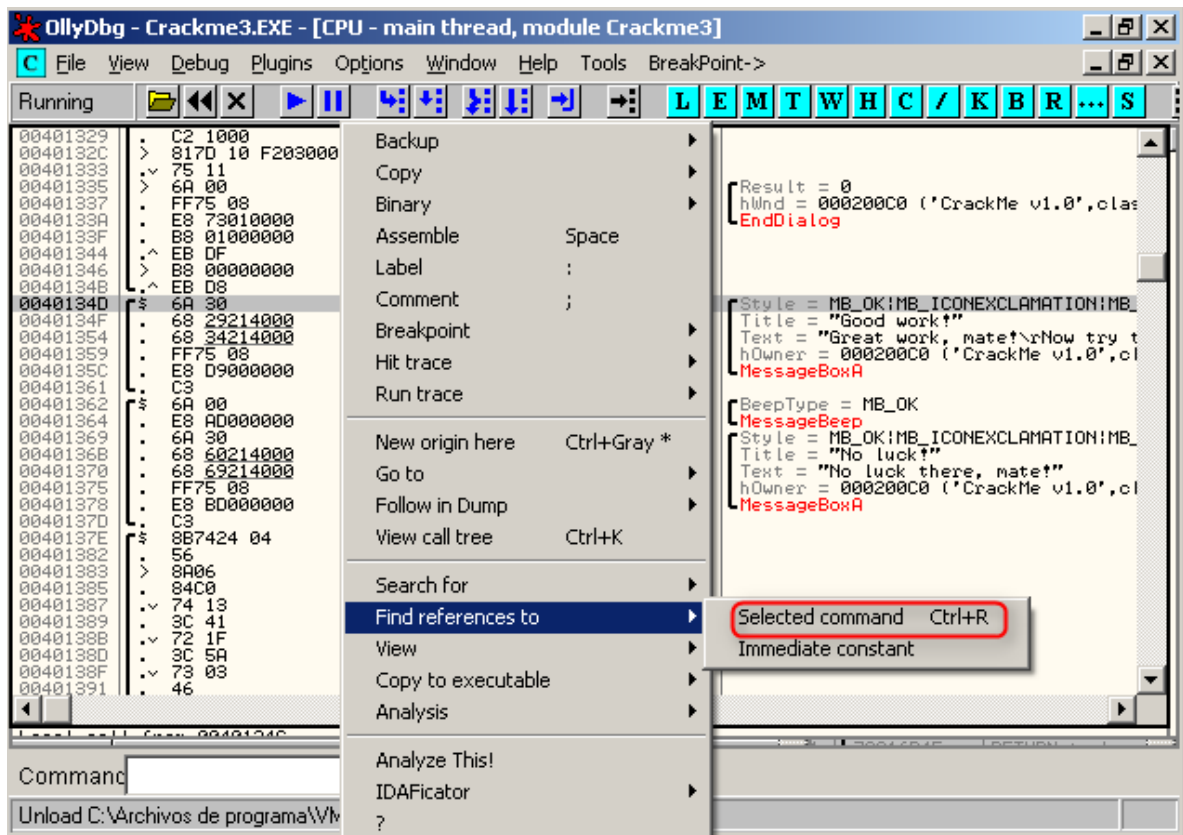 OllyDbg - Crackme3.EXE - [CPU - main thread, module Crackme3]
C File View Debug Plugins Options Window Help Tools BreakPoint->
Running L E M T W H C / K B R ... S
00401329 . C2 1000
0040132C > 817D 10 F203000
00401333 .v 75 11
00401335 > 6A 00
00401337 . FF75 08
0040133A . E8 73010000
0040133F . B8 01000000
00401344 .^ EB DF
00401346 > B8 00000000
0040134B .^ EB D8
0040134D $ 6A 30
0040134F . 68 29214000
00401354 . 68 34214000
00401359 . FF75 08
0040135C . E8 D9000000
00401361 . C3
00401362 $ 6A 00
00401364 . E8 AD000000
00401369 . 6A 30
0040136B . 68 60214000
00401370 . 68 69214000
00401375 . FF75 08
00401378 . E8 BD000000
0040137D . C3
0040137E $ 8B7424 04
00401382 . 56
00401383 > 8A06
00401385 . 84C0
00401387 .v 74 13
00401389 . 3C 41
0040138B .v 72 1F
0040138D . 3C 5A
0040138F .v 73 03
00401391 . 46
Backup
Copy
Binary
Assemble Space
Label :
Comment ;
Breakpoint
Hit trace
Run trace
New origin here Ctrl+Gray *
Go to
Follow in Dump
View call tree Ctrl+K
Search for
Find references to
View
Copy to executable
Analysis
Analyze This!
IDAFicator
?
Selected command Ctrl+R
Immediate constant
Result = 0
hWnd = 000200C0 ('CrackMe v1.0',clas
EndDialog
Style = MB_OK|MB_ICONEXCLAMATION|MB_
Title = "Good work!"
Text = "Great work, mate!\rNow try t
hOwner = 000200C0 ('CrackMe v1.0',cl
MessageBoxA
BeepType = MB_OK
MessageBeep
Style = MB_OK|MB_ICONEXCLAMATION|MB_
Title = "No luck!"
Text = "No luck there, mate!"
hOwner = 000200C0 ('CrackMe v1.0',cl
MessageBoxA
Command
Unload C:\Archivos de programa\VM